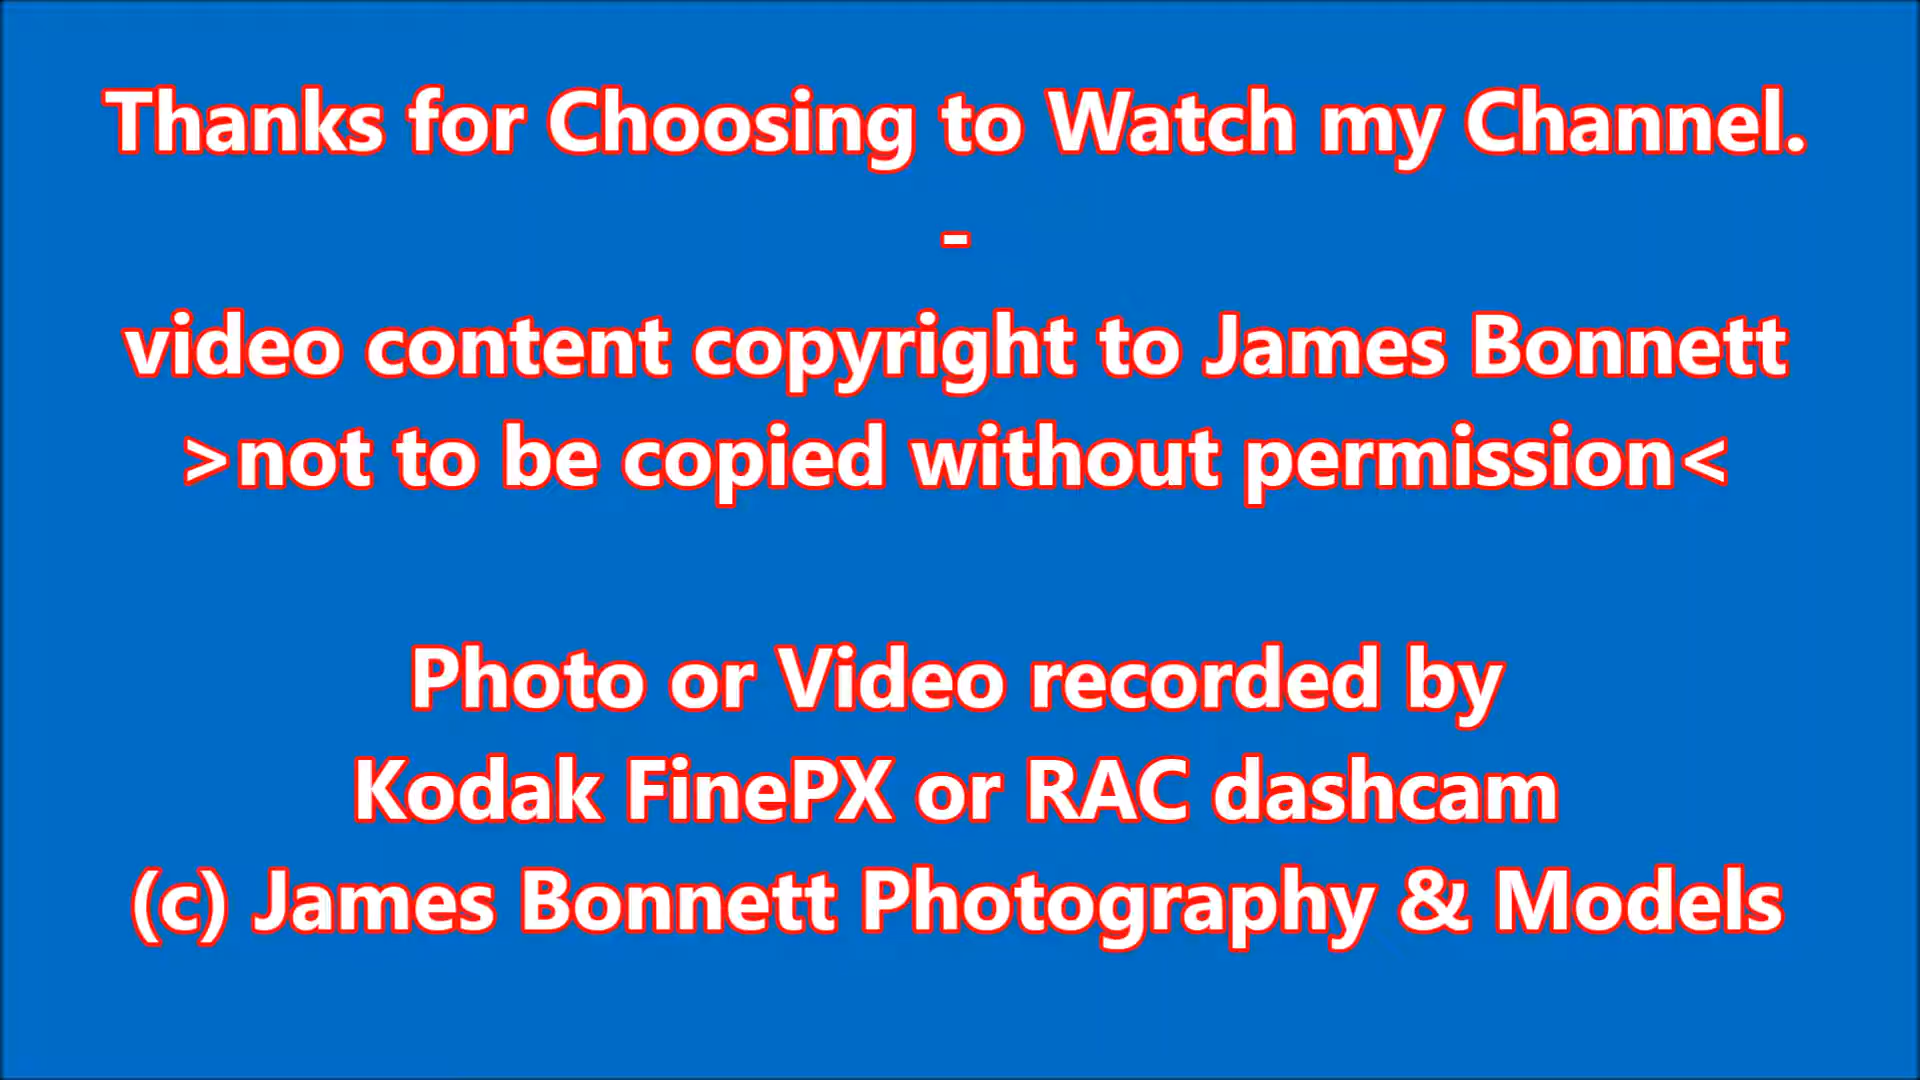 Thanks for Choosing to Watch my Channel.
-
video content copyright to James Bonnett
>not to be copied without permission<
Photo or Video recorded by
Kodak FinePX or RAC dashcam
(c) James Bonnett Photography & Models